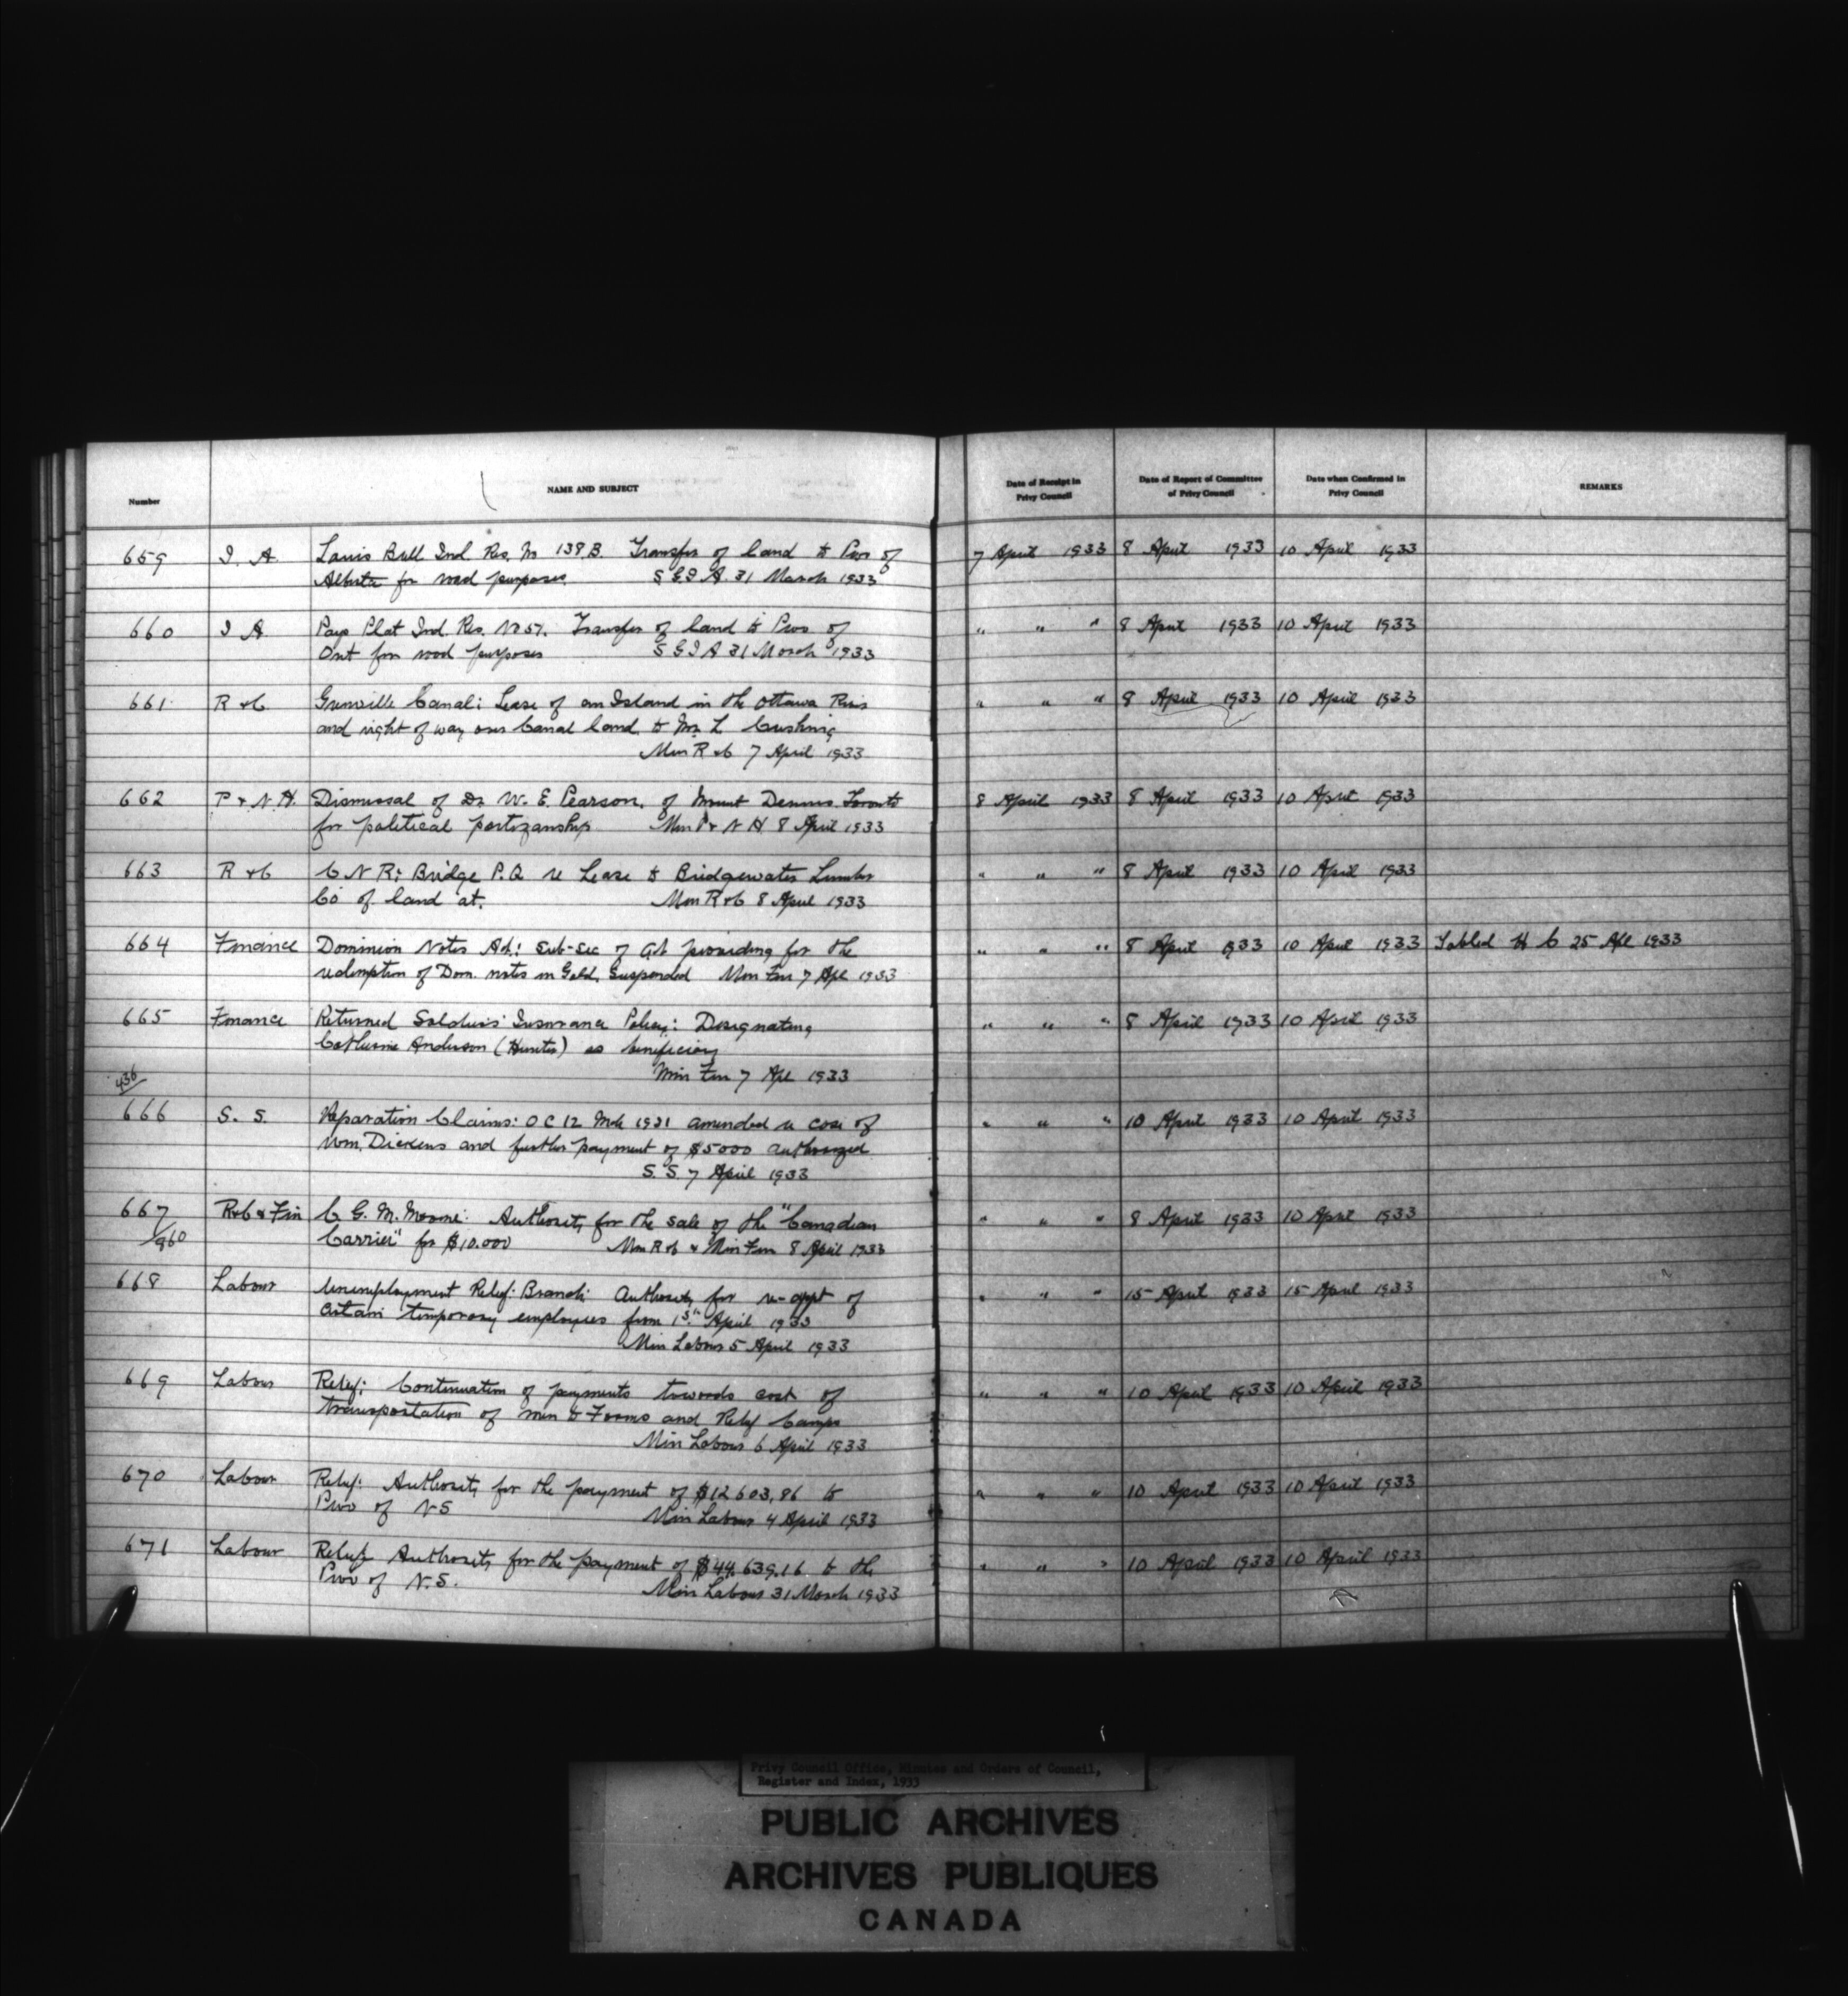 Number NAME AND SUBJECT Date of Receipt in Privy Council Date of Report of Committee of Privy Council Date when Confirmed in Privy Council REMARKS
659 I. A. Louis Bull Ind. Res. No 138 B. Transfer of land to Prov of 7 April 1933 8 April 1933 10 April 1933
Alberta for road purposes. S G I A. 31 March 1933
660 I A Pays Plat Ind. Res. No 51. Transfer of land to Prov. of " " " 8 April 1933 10 April 1933
Ont for road purposes S G I A 31 March 1933
661 R & C Grenville Canal: Lease of an Island in the Ottawa River " " " 8 April 1933 10 April 1933
and right of way over Canal land to Mr. L Cushing
Min R & C 7 April 1933
662 P & N. H. Dismissal of Dr W. E. Pearson, of Mount Dennis Toronto 8 April 1933 8 April 1933 10 April 1933
for political partizanship Min P & N H 8 April 1933
663 R & C C N R: Bridge P.Q re Lease to Bridgewater Lumber " " " 8 April 1933 10 April 1933
Co of land at. Min R & C 8 April 1933
664 Finance Dominion Notes Act: Sub-Sec of Act providing for the " " " 8 April 1933 10 April 1933 Tabled H C 25 Apl 1933
redemption of Dom. notes in Gold, Suspended Min Fin 7 Apl 1933
665 Finance Returned Soldiers' Insurance Policy: Designating " " " 8 April 1933 10 April 1933
Catherine Anderson (Hunter) as beneficiary
Min Fin 7 Apl 1933
436
666 S. S. Reparation Claims: O C 12 Mch 1931 amended re case of " " 10 April 1933 10 April 1933
Wm. Dickens and further payment of $5000 authorized
S. S. 7 April 1933
667 R & C & Fin C. G. M. Marine: Authority for the sale of the "Canadian " " " 8 April 1933 10 April 1933
/960 Carrier" for $10.000 Min R & C & Min Fin 8 April 1933
668 Labour Unemployment Relief: Branch: Authority for re-appt of " " " 15 April 1933 15 April 1933
certain temporary employees from 1st April 1933
Min Labour 5 April 1933
669 Labour Relief: Continuation of payments towards cost of " " " 10 April 1933 10 April 1933
transportation of men to Farms and Relief Camps
Min Labour 6 April 1933
670 Labour Relief: Authority for the payment of $12 603.86 to " " " 10 April 1933 10 April 1933
Prov of N S Min Labour 4 April 1933
671 Labour Relief Authority for the payment of $44.639.16 to the " " " 10 April 1933 10 April 1933
Prov of N.S. Min Labour 31 March 1933
Privy Council Office, Minutes and Orders of Council,
Register and Index, 1933
PUBLIC ARCHIVES
ARCHIVES PUBLIQUES
CANADA